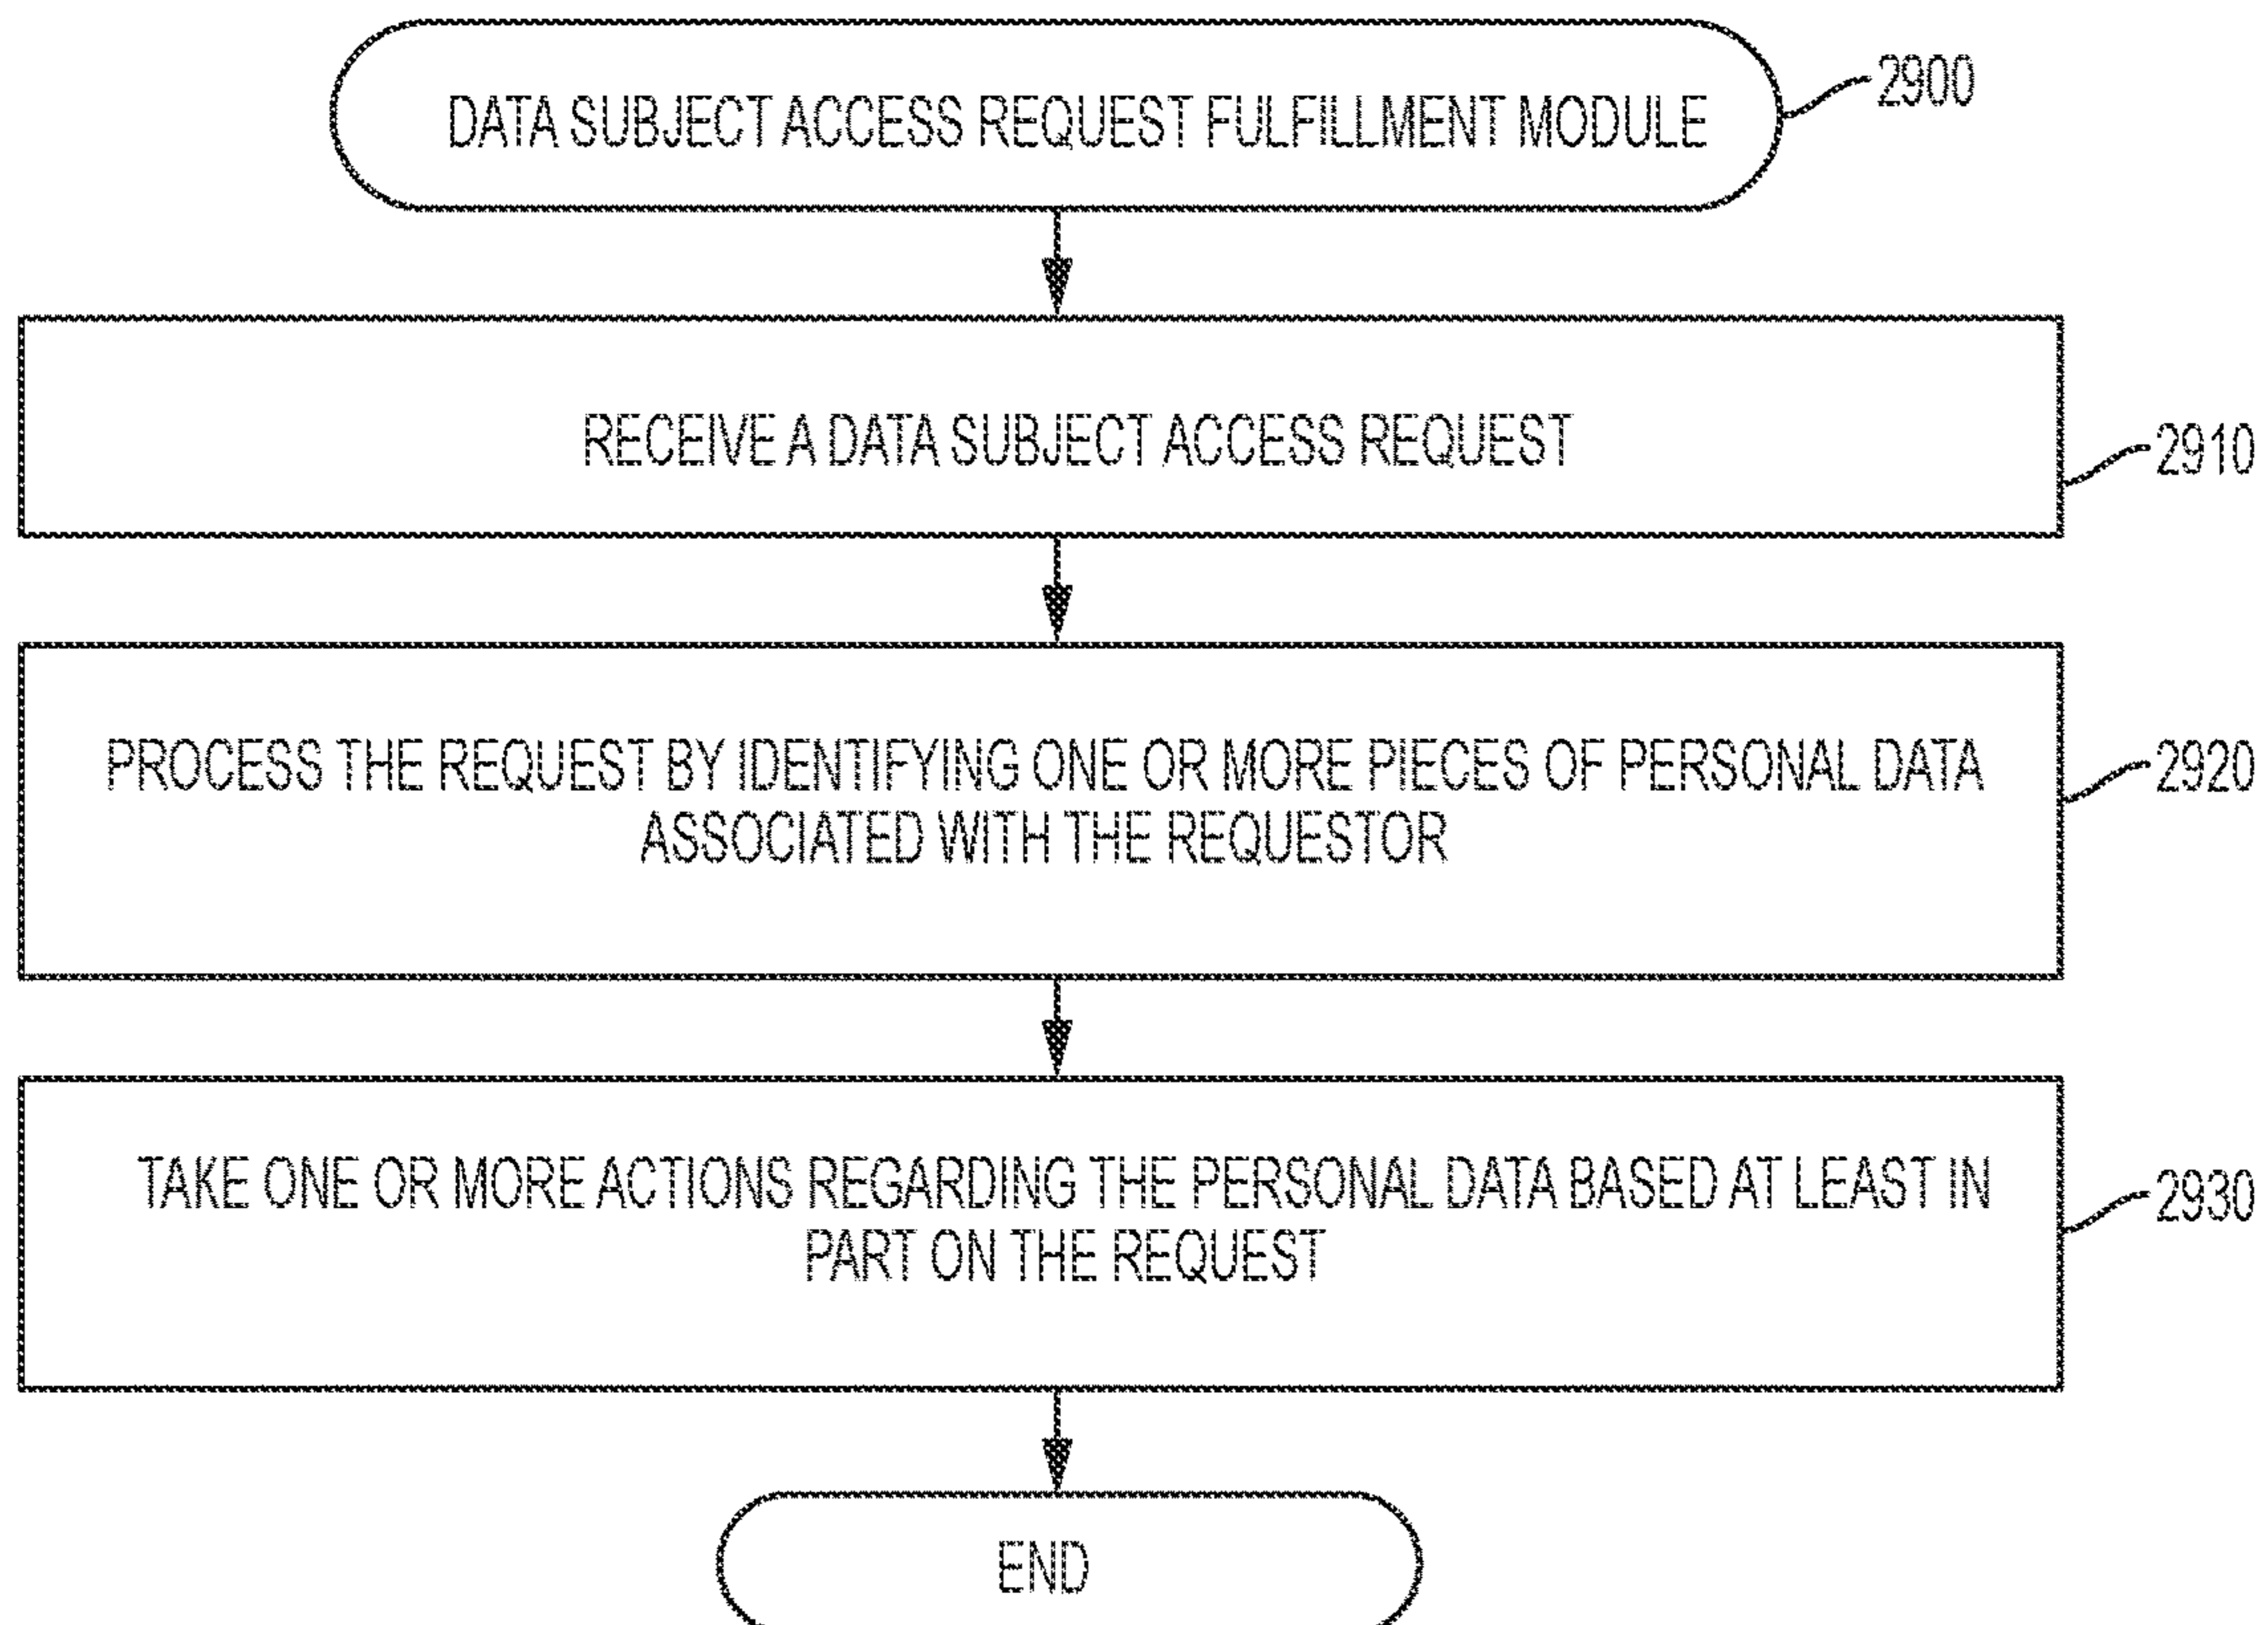 DATA SUBJECT ACCESS REQUEST FULFILLMENT MODULE
2900
RECEIVE A DATA SUBJECT ACCESS REQUEST
2910
PROCESS THE REQUEST BY IDENTIFYING ONE OR MORE PIECES OF PERSONAL DATA
ASSOCIATED WITH THE REQUESTOR
2920
TAKE ONE OR MORE ACTIONS REGARDING THE PERSONAL DATA BASED AT LEAST IN
PART ON THE REQUEST
2930
END